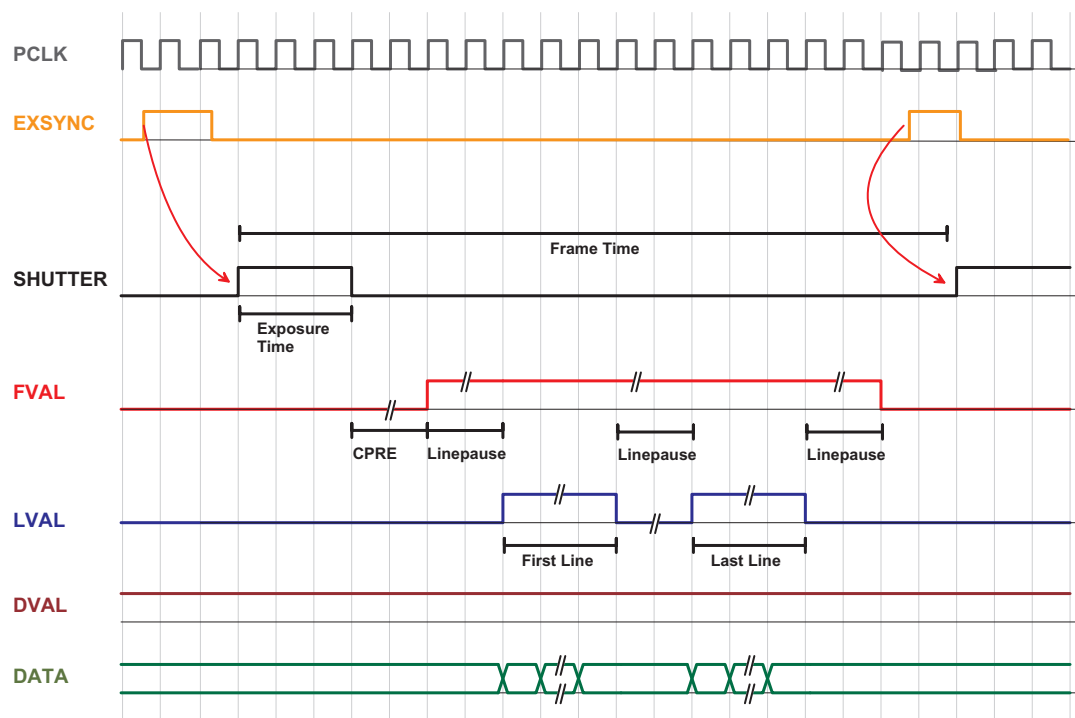 PCLK
EXSYNC
Frame Time
SHUTTER
Exposure
Time
FVAL
CPRE
Linepause
Linepause
Linepause
LVAL
First Line
Last Line
DVAL
DATA